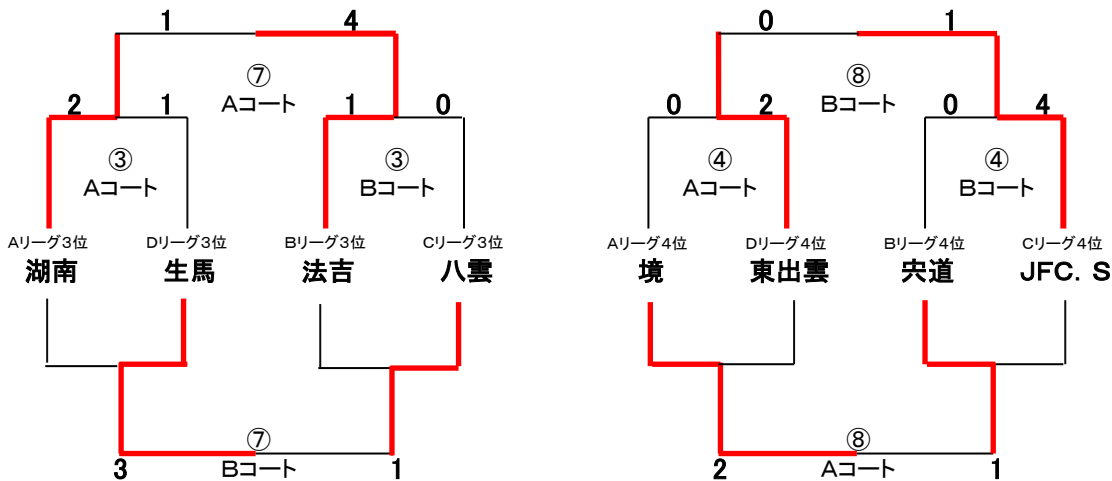 1 4 0 1
⑦ ⑧
Aコート Bコート
2 1 1 0 0 2 0 4
③ ③ ④ ④
Aコート Bコート Aコート Bコート
Aリーグ3位 Dリーグ3位 Bリーグ3位 Cリーグ3位 Aリーグ4位 Dリーグ4位 Bリーグ4位 Cリーグ4位
湖南 生馬 法吉 八雲 境 東出雲 宍道 JFC. S
⑦ ⑧
3 Bコート 1 2 Aコート 1